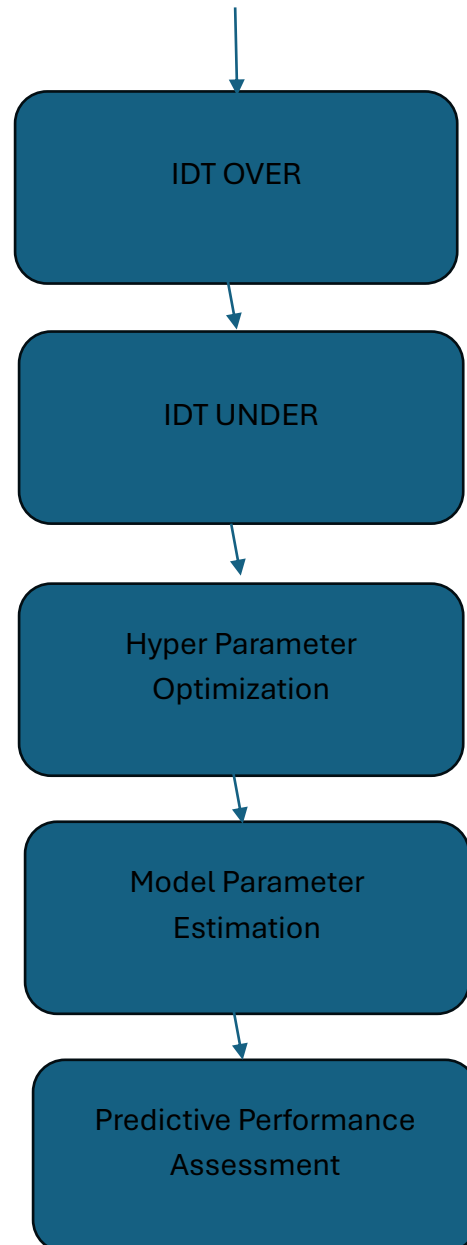 IDT OVER
IDT UNDER
Hyper Parameter
Optimization
Model Parameter
Estimation
Predictive Performance
Assessment